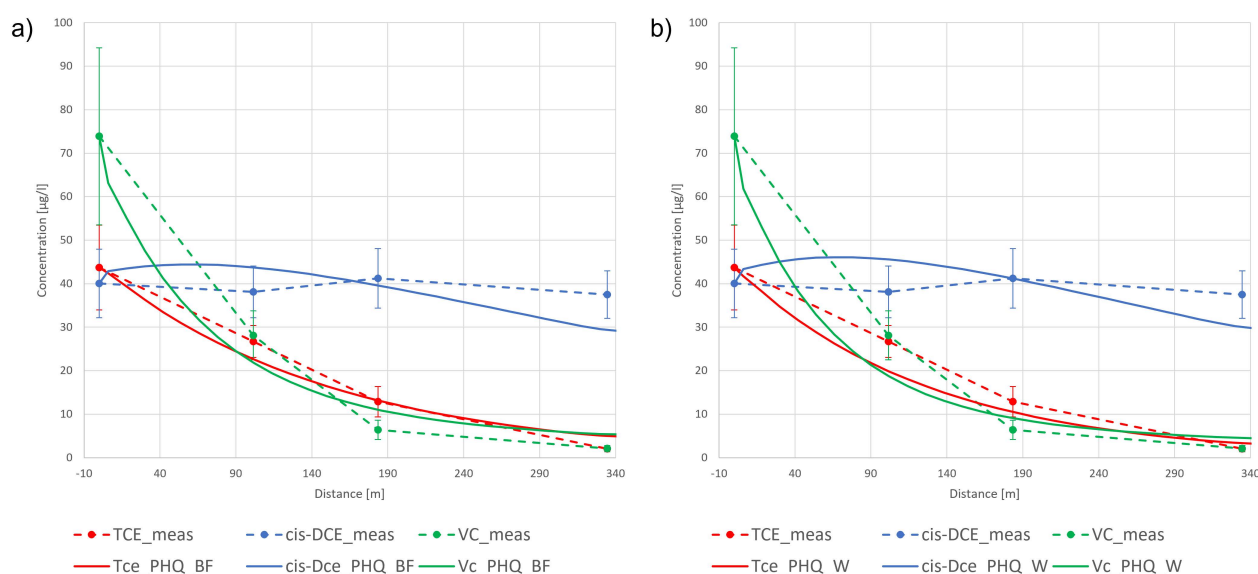 a)
100
90
80
70
60
50
40
30
20
10
0
Concentration [µg/l]
-10 40 90 140 190 240 290 340
Distance [m]
TCE_meas cis-DCE_meas VC_meas
Tce PHQ BF cis-Dce PHQ BF Vc PHQ BF
b)
100
90
80
70
60
50
40
30
20
10
0
Concentration [µg/l]
-10 40 90 140 190 240 290 340
Distance [m]
TCE_meas cis-DCE_meas VC_meas
Tce PHQ W cis-Dce PHQ W Vc PHQ W